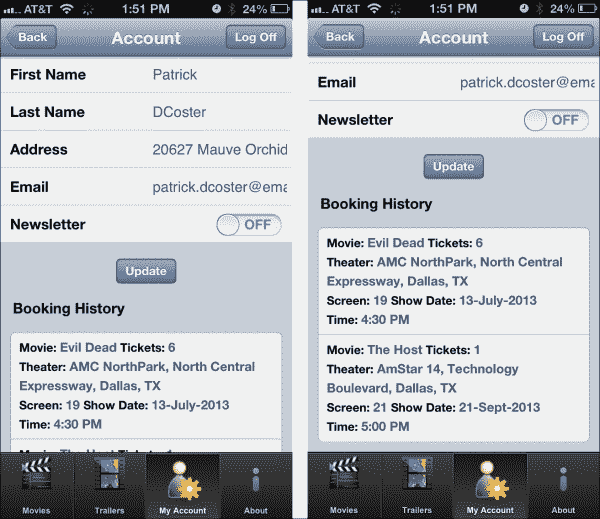 AT&T 1:51 PM 24%
Back Account Log Off
First Name Patrick
Last Name DCoster
Address 20627 Mauve Orchid
Email patrick.dcoster@ema
Newsletter OFF
Update
Booking History
Movie: Evil Dead Tickets: 6
Theater: AMC NorthPark, North Central
Expressway, Dallas, TX
Screen: 19 Show Date: 13-July-2013
Time: 4:30 PM
Movie: The Host Tickets: 1
Movies Trailers My Account About
AT&T 1:51 PM 24%
Back Account Log Off
Email patrick.dcoster@ema
Newsletter OFF
Update
Booking History
Movie: Evil Dead Tickets: 6
Theater: AMC NorthPark, North Central
Expressway, Dallas, TX
Screen: 19 Show Date: 13-July-2013
Time: 4:30 PM
Movie: The Host Tickets: 1
Theater: AmStar 14, Technology
Boulevard, Dallas, TX
Screen: 21 Show Date: 21-Sept-2013
Time: 5:00 PM
Movies Trailers My Account About